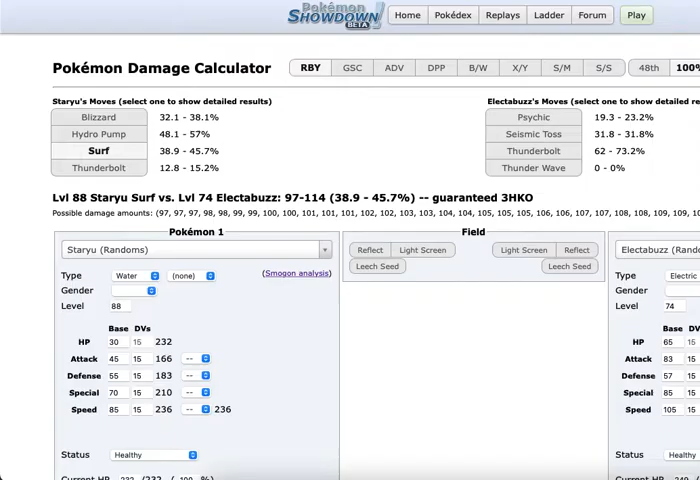 Pokémon
SHOWDOWN!
BETA
Home Pokédex Replays Ladder Forum Play
Pokémon Damage Calculator RBY GSC ADV DPP B/W X/Y S/M S/S 48th 100%
Staryu's Moves (select one to show detailed results) Electabuzz's Moves (select one to show detailed re
Blizzard 32.1 - 38.1% Psychic 19.3 - 23.2%
Hydro Pump 48.1 - 57% Seismic Toss 31.8 - 31.8%
Surf 38.9 - 45.7% Thunderbolt 62 - 73.2%
Thunderbolt 12.8 - 15.2% Thunder Wave 0 - 0%
Lvl 88 Staryu Surf vs. Lvl 74 Electabuzz: 97-114 (38.9 - 45.7%) -- guaranteed 3HKO
Possible damage amounts: (97, 97, 97, 98, 98, 99, 99, 100, 100, 101, 101, 101, 102, 102, 103, 103, 104, 104, 105, 105, 105, 106, 106, 107, 107, 108, 108, 109, 109, 10
Pokémon 1 Field
Staryu (Randoms) Reflect Light Screen Light Screen Reflect Electabuzz (Rando
Leech Seed Leech Seed
Type Water (none) (Smogon analysis) Type Electric
Gender Gender
Level 88 Level 74
Base DVs Base DVs
HP 30 15 232 HP 65 15
Attack 45 15 166 -- Attack 83 15
Defense 55 15 183 -- Defense 57 15
Special 70 15 210 -- Special 85 15
Speed 85 15 236 -- 236 Speed 105 15
Status Healthy Status Healthy
Current HP 232 (232 ( 100 %)